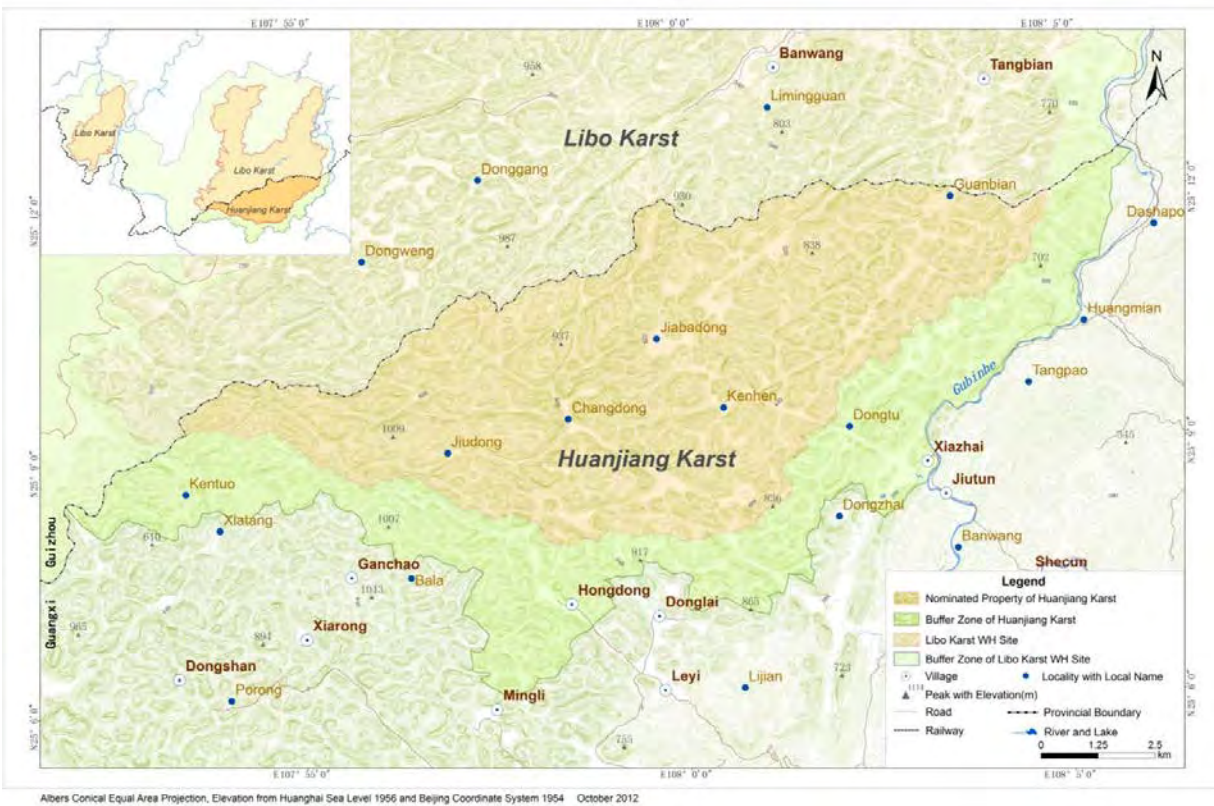 E107° 55' 0"
E108° 0' 0"
E108° 5' 0"
Banwang
Tangbian
N
958
Limingguan
770
803
Libo Karst
Libo Karst
Donggang
Libo Karst
Huanjiang Karst
Guanbian
930
N25° 12' 0"
N25° 12' 0"
Dashapo
987
838
Dongweng
702
Huangmian
Jiabadong
937
Gubinhe
Tangpao
Changdong
Kenhen
Dongtu
1009
Jiudong
545
Huanjiang Karst
Xiazhai
N25° 9' 0"
N25° 9' 0"
Kentuo
Jiutun
836
Dongzhai
Xiatang
1007
610
Banwang
917
Guizhou
Ganchao
Bala
Shecun
1043
Hongdong
Donglai
865
Guangxi
965
894
Xiarong
Dongshan
Porong
Leyi
Lijian
723
Mingli
N25° 6' 0"
N25° 6' 0"
755
Legend
Nominated Property of Huanjiang Karst
Buffer Zone of Huanjiang Karst
Libo Karst WH Site
Buffer Zone of Libo Karst WH Site
Village
Locality with Local Name
1114
Peak with Elevation(m)
Road
Provincial Boundary
Railway
River and Lake
0 1.25 2.5
km
E107° 55' 0"
E108° 0' 0"
E108° 5' 0"
Albers Conical Equal Area Projection, Elevation from Huanghai Sea Level 1956 and Beijing Coordinate System 1954 October 2012